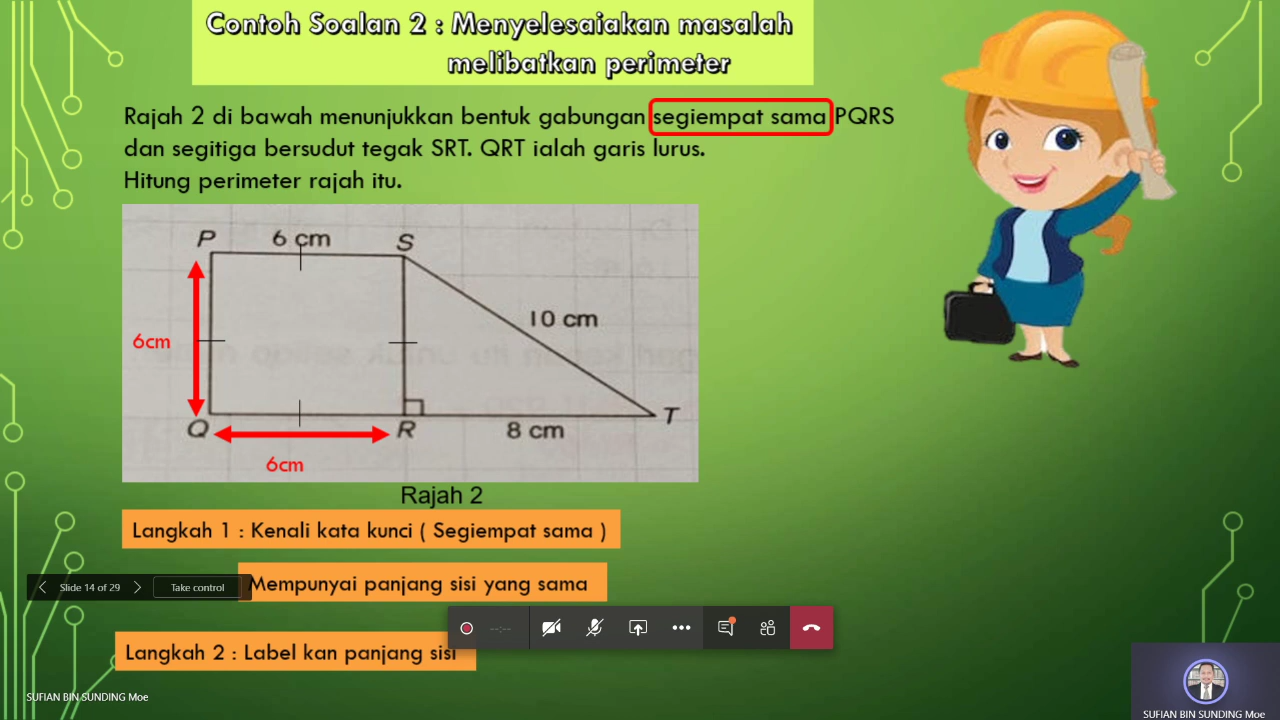 Contoh Soalan 2 : Menyelesaiakan masalah
melibatkan perimeter
Rajah 2 di bawah menunjukkan bentuk gabungan segiempat sama PQRS
dan segitiga bersudut tegak SRT. QRT ialah garis lurus.
Hitung perimeter rajah itu.
P 6 cm S
10 cm
6cm
Q R 8 cm T
6cm
Rajah 2
Langkah 1 : Kenali kata kunci ( Segiempat sama )
Slide 14 of 29 Take control
Mempunyai panjang sisi yang sama
--:--
Langkah 2 : Label kan panjang sisi
SUFIAN BIN SUNDING Moe
SUFIAN BIN SUNDING Moe